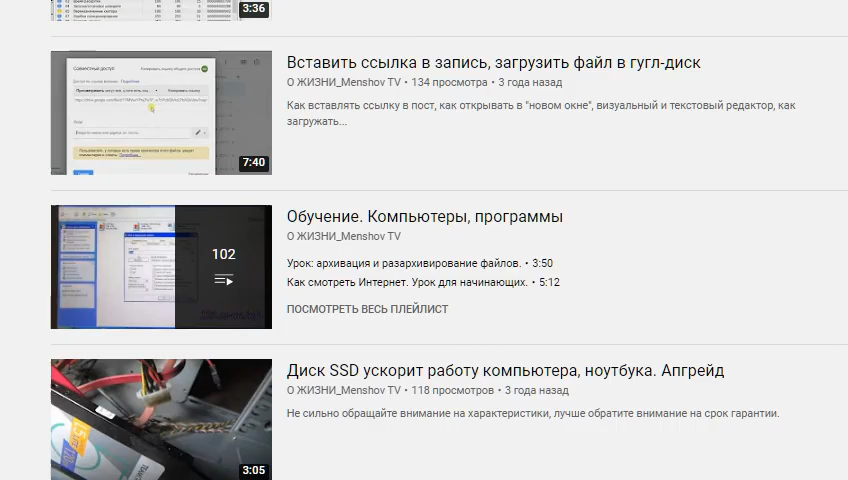 3:36
Вставить ссылка в запись, загрузить файл в гугл-диск
О ЖИЗНИ_Menshov TV • 134 просмотра • 3 года назад
Как вставлять ссылку в пост, как открывать в "новом окне", визуальный и текстовый редактор, как
загружать...
Совместный доступ
7:40
Обучение. Компьютеры, программы
О ЖИЗНИ_Menshov TV
102
Урок: архивация и разархивирование файлов. • 3:50
Как смотреть Интернет. Урок для начинающих. • 5:12
ПОСМОТРЕТЬ ВЕСЬ ПЛЕЙЛИСТ
Диск SSD ускорит работу компьютера, ноутбука. Апгрейд
О ЖИЗНИ_Menshov TV • 118 просмотров • 3 года назад
Не сильно обращайте внимание на характеристики, лучше обратите внимание на срок гарантии.
3:05